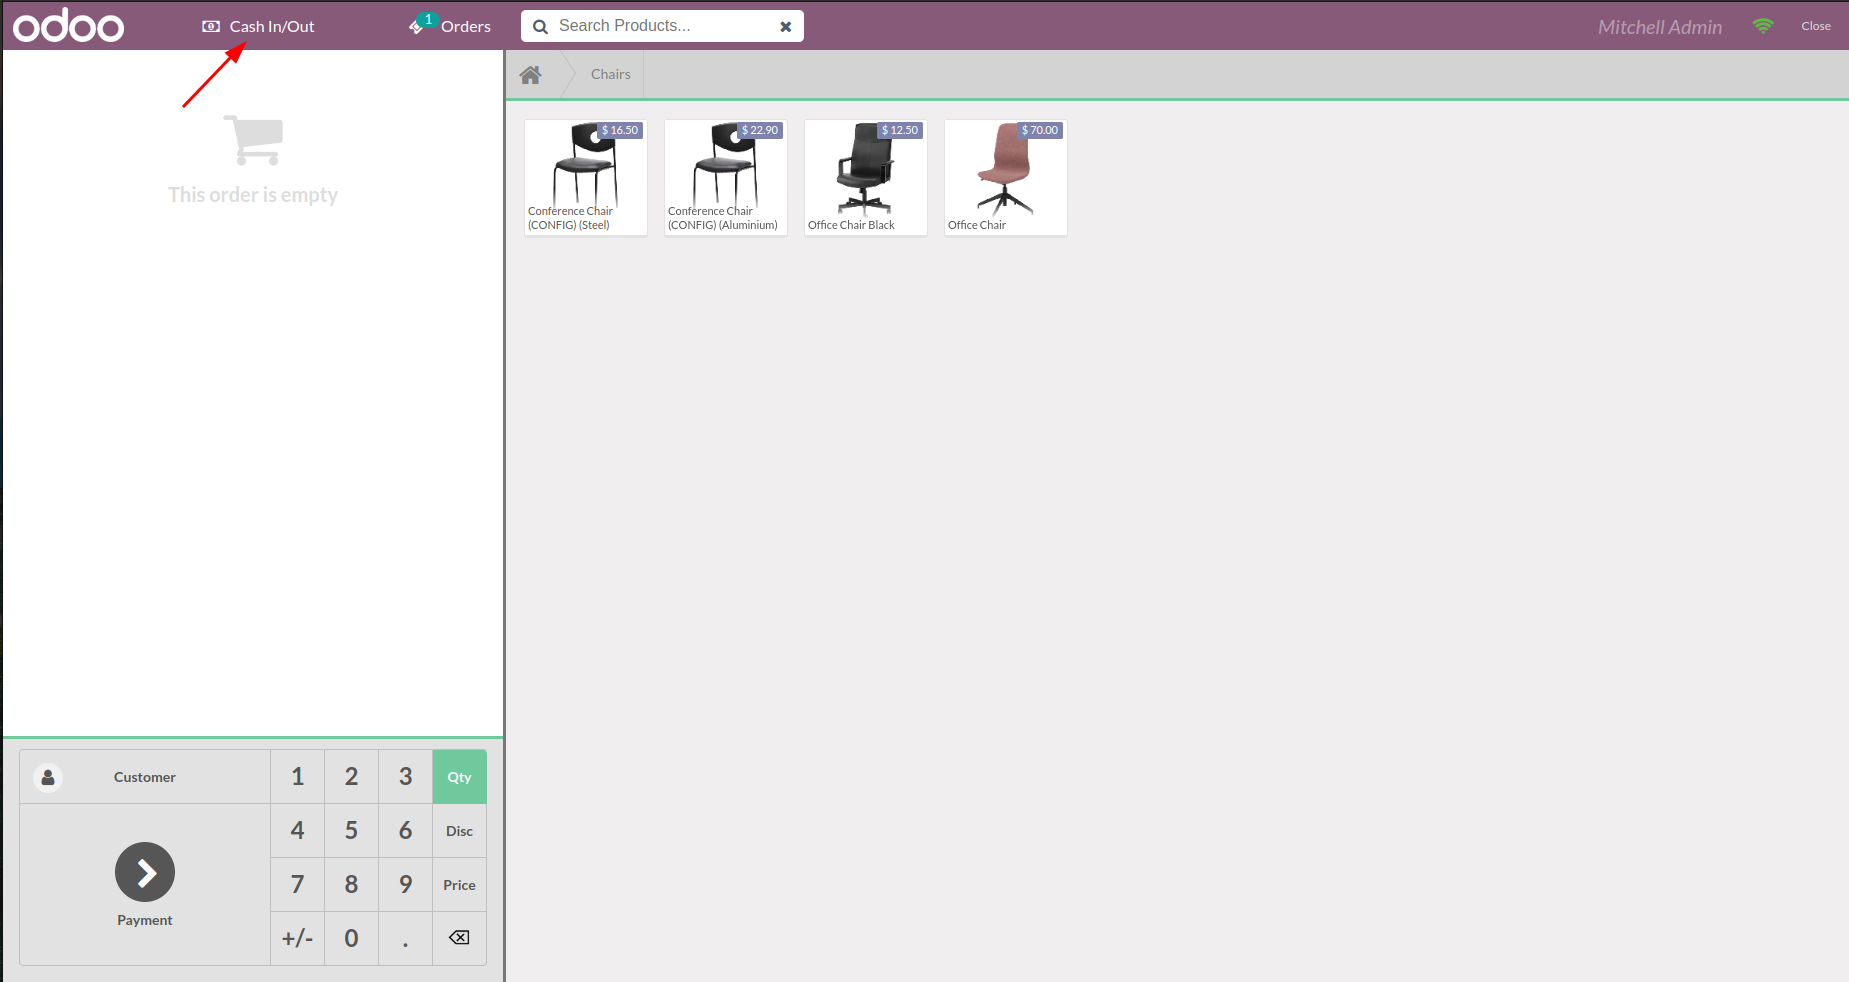 odoo
Cash In/Out
1
Orders
Search Products...
Mitchell Admin
Close
Chairs
This order is empty
$ 16.50
Conference Chair
(CONFIG) (Steel)
$ 22.90
Conference Chair
(CONFIG) (Aluminium)
$ 12.50
Office Chair Black
$ 70.00
Office Chair
Customer
1
2
3
Qty
4
5
6
Disc
7
8
9
Price
Payment
+/-
0
.